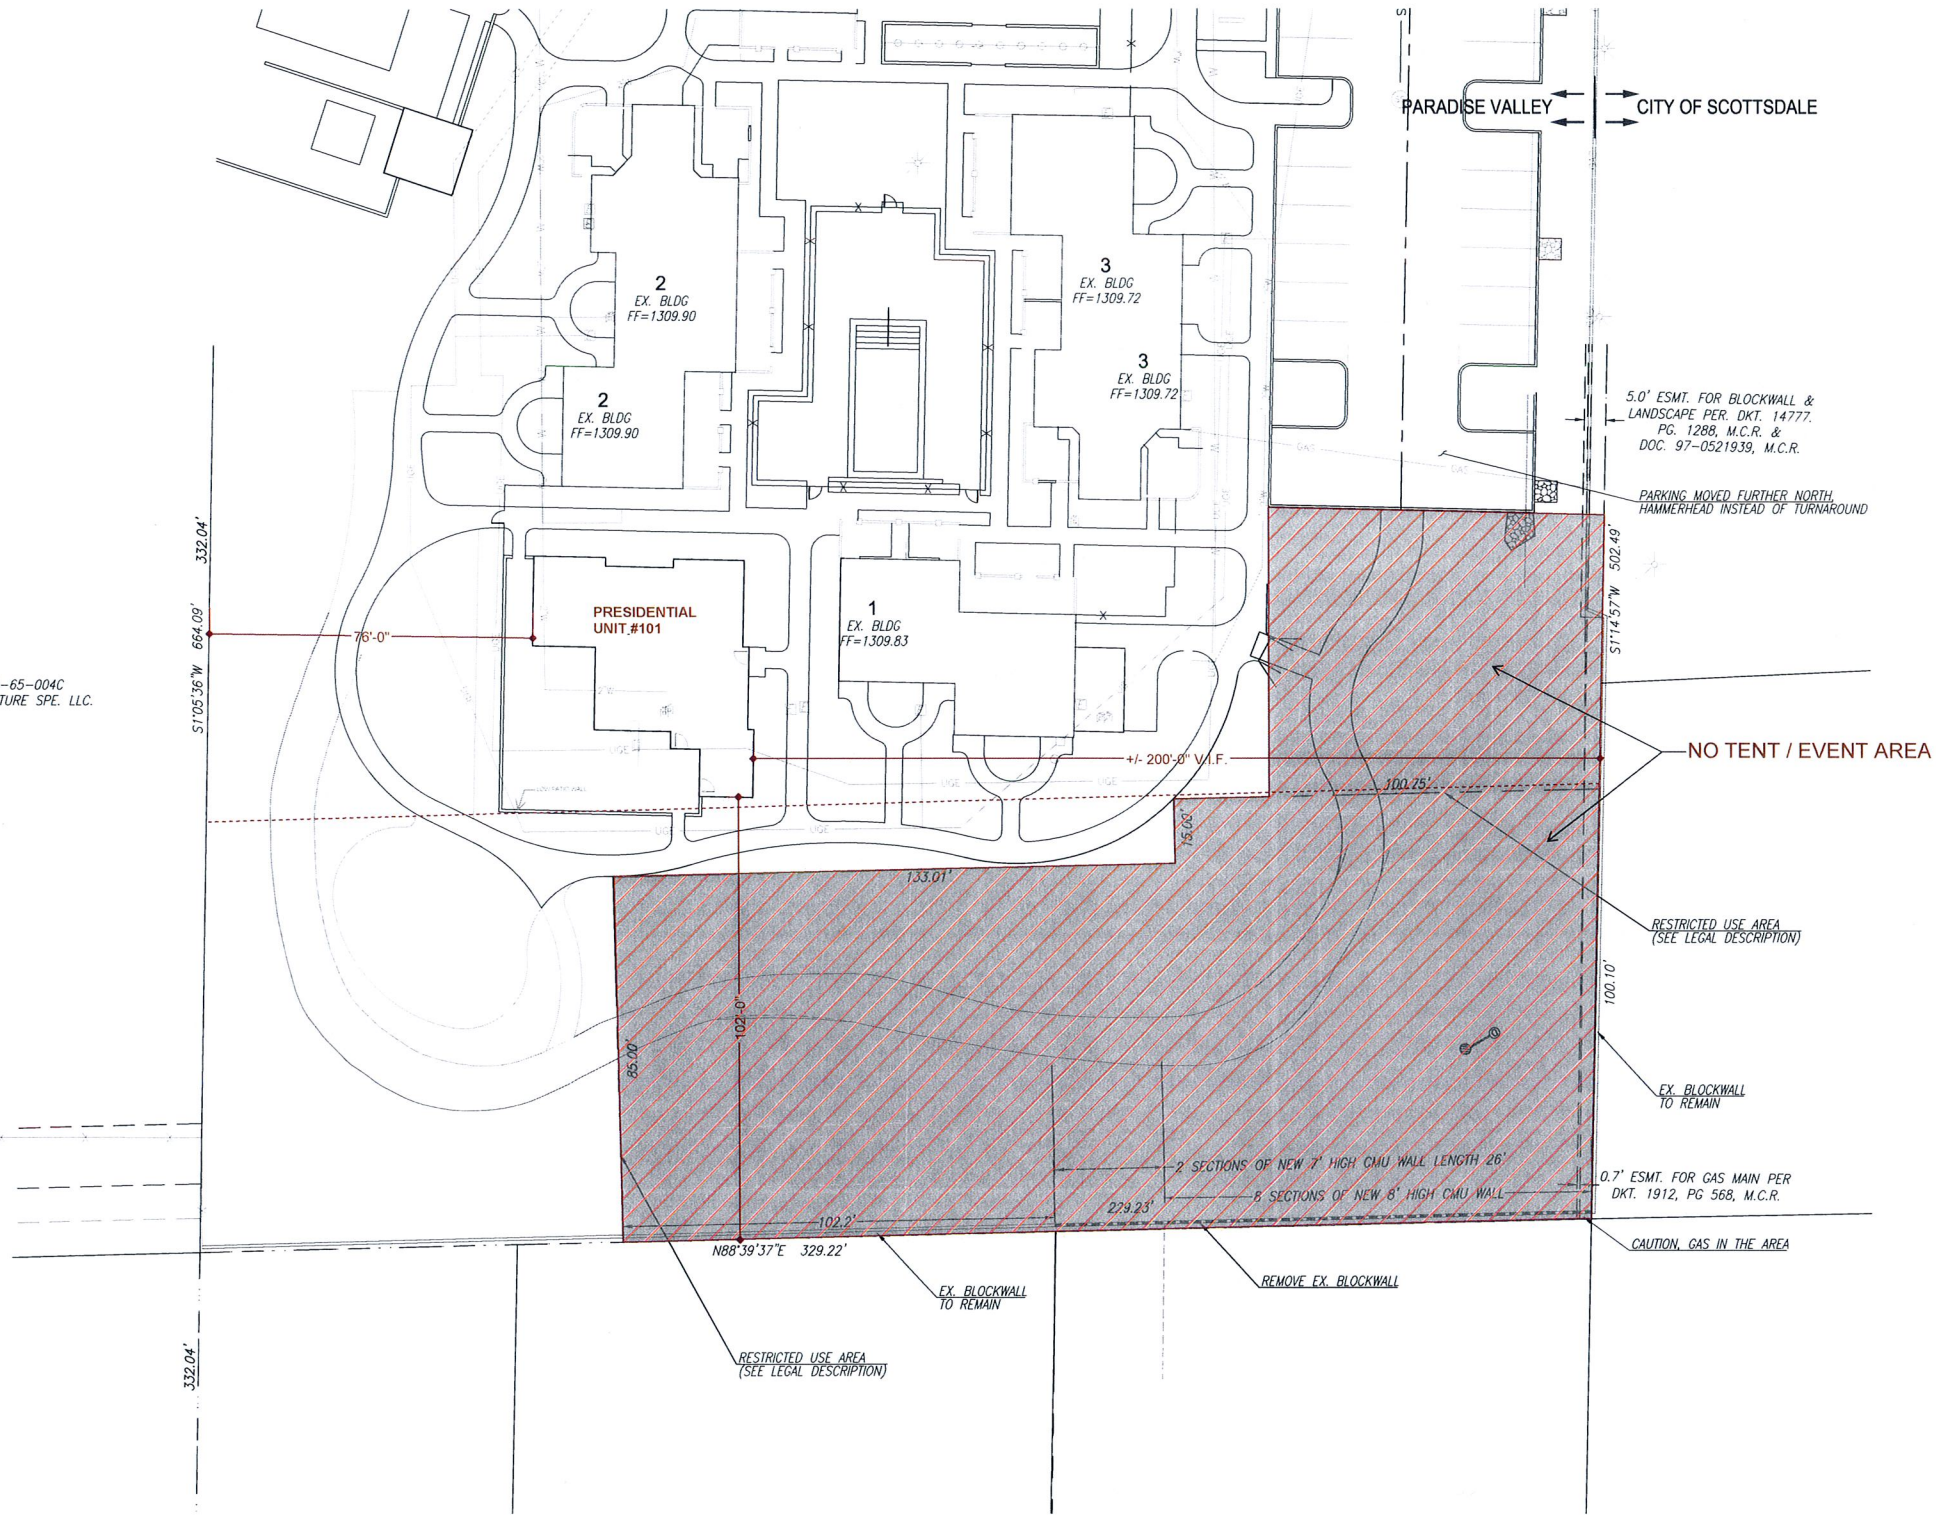 PARADISE VALLEY
CITY OF SCOTTSDALE
2
EX. BLDG
FF=1309.90
3
EX. BLDG
FF=1309.72
3
EX. BLDG
FF=1309.72
2
EX. BLDG
FF=1309.90
5.0' ESMT. FOR BLOCKWALL &
LANDSCAPE PER. DKT. 14777.
PG. 1288, M.C.R. &
DOC. 97-0521939, M.C.R.
GAS
GAS
PARKING MOVED FURTHER NORTH,
HAMMERHEAD INSTEAD OF TURNAROUND
332.04'
S1°05'36"W 664.09'
S1°14'57"W 502.49'
PRESIDENTIAL
UNIT #101
76'-0"
1
EX. BLDG
FF=1309.83
-65-004C
TURE SPE. LLC.
NO TENT / EVENT AREA
UGE
+/- 200'-0" V.I.F.
UGE
UGE
100.75'
UGE
UGE
15.00'
133.01'
RESTRICTED USE AREA
(SEE LEGAL DESCRIPTION)
100.10'
102'-0"
85.00'
EX. BLOCKWALL
TO REMAIN
2 SECTIONS OF NEW 7' HIGH CMU WALL LENGTH 26'
8 SECTIONS OF NEW 8' HIGH CMU WALL
0.7' ESMT. FOR GAS MAIN PER
DKT. 1912, PG 568, M.C.R.
229.23'
102.2'
N88°39'37"E 329.22'
CAUTION, GAS IN THE AREA
REMOVE EX. BLOCKWALL
EX. BLOCKWALL
TO REMAIN
RESTRICTED USE AREA
(SEE LEGAL DESCRIPTION)
332.04'